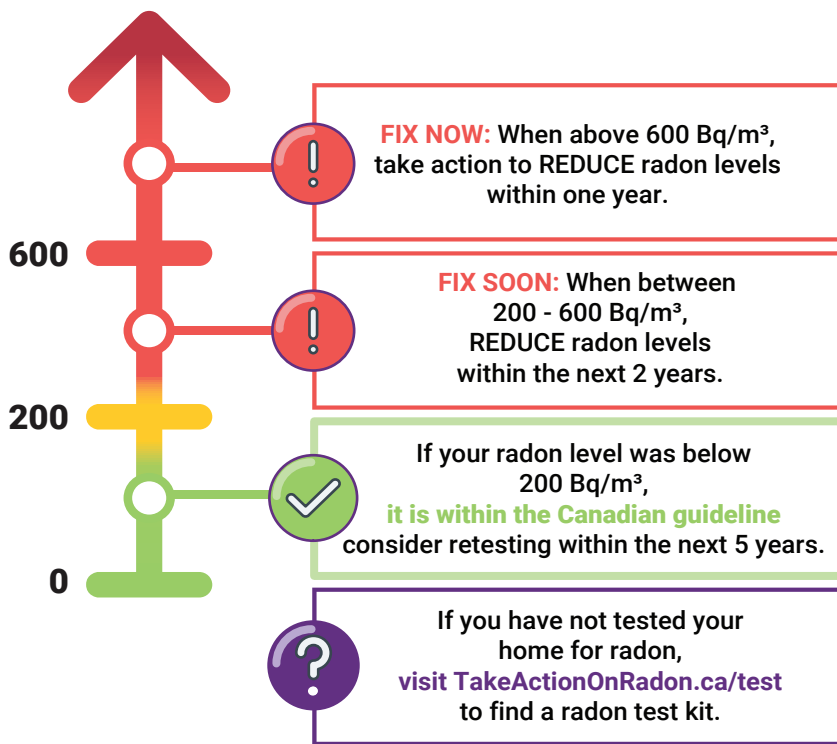 FIX NOW: When above 600 Bq/m³,
take action to REDUCE radon levels
within one year.
600
FIX SOON: When between
200 - 600 Bq/m³,
REDUCE radon levels
within the next 2 years.
200
If your radon level was below
200 Bq/m³,
it is within the Canadian guideline
consider retesting within the next 5 years.
0
If you have not tested your
home for radon,
visit TakeActionOnRadon.ca/test
to find a radon test kit.